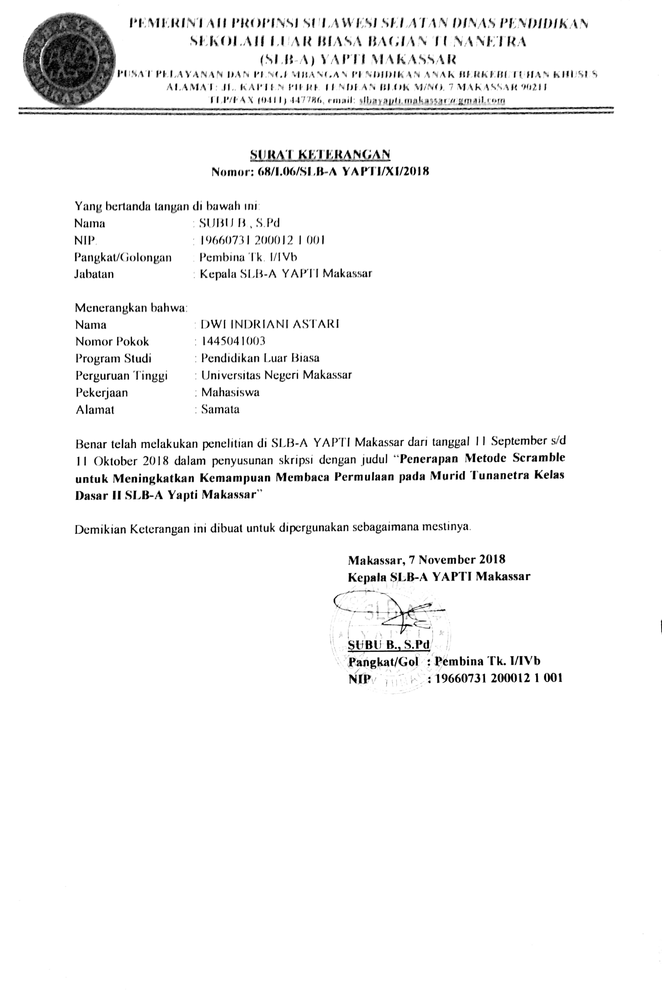 PEMERINTAH PROPINSI SULAWESI SELATAN DINAS PENDIDIKAN
SEKOLAH LUAR BIASA BAGIAN TUNANETRA
(SLB-A) YAPTI MAKASSAR
PUSAT PELAYANAN DAN PENGEMBANGAN PENDIDIKAN ANAK BERKEBUTUHAN KHUSUS
ALAMAT: JL. KAPTEN PIERE TENDEAN BLOK M/NO. 7 MAKASSAR 90211
TLP/FAX (0411) 447786, email: slbayapti.makassar@gmail.com
SURAT KETERANGAN
Nomor: 68/I.06/SLB-A YAPTI/XI/2018
Yang bertanda tangan di bawah ini:
Nama : SUBU B., S.Pd
NIP. : 19660731 200012 1 001
Pangkat/Golongan : Pembina Tk. I/IVb
Jabatan : Kepala SLB-A YAPTI Makassar
Menerangkan bahwa:
Nama : DWI INDRIANI ASTARI
Nomor Pokok : 1445041003
Program Studi : Pendidikan Luar Biasa
Perguruan Tinggi : Universitas Negeri Makassar
Pekerjaan : Mahasiswa
Alamat : Samata
Benar telah melakukan penelitian di SLB-A YAPTI Makassar dari tanggal 11 September s/d
11 Oktober 2018 dalam penyusunan skripsi dengan judul “Penerapan Metode Scramble
untuk Meningkatkan Kemampuan Membaca Permulaan pada Murid Tunanetra Kelas
Dasar II SLB-A Yapti Makassar”
Demikian Keterangan ini dibuat untuk dipergunakan sebagaimana mestinya.
Makassar, 7 November 2018
Kepala SLB-A YAPTI Makassar
SLB-A
YAPTI
SUBU B., S.Pd
Pangkat/Gol : Pembina Tk. I/IVb
NIP : 19660731 200012 1 001